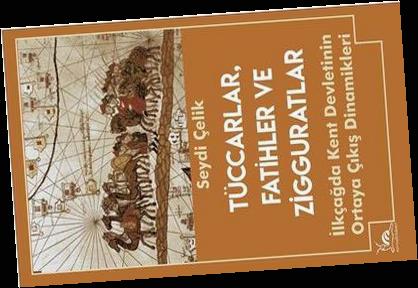 Seydi Çelik
TÜCCARLAR,
FATİHLER VE
ZİGGURATLAR
İlkçağda Kent Devletinin
Ortaya Çıkış Dinamikleri